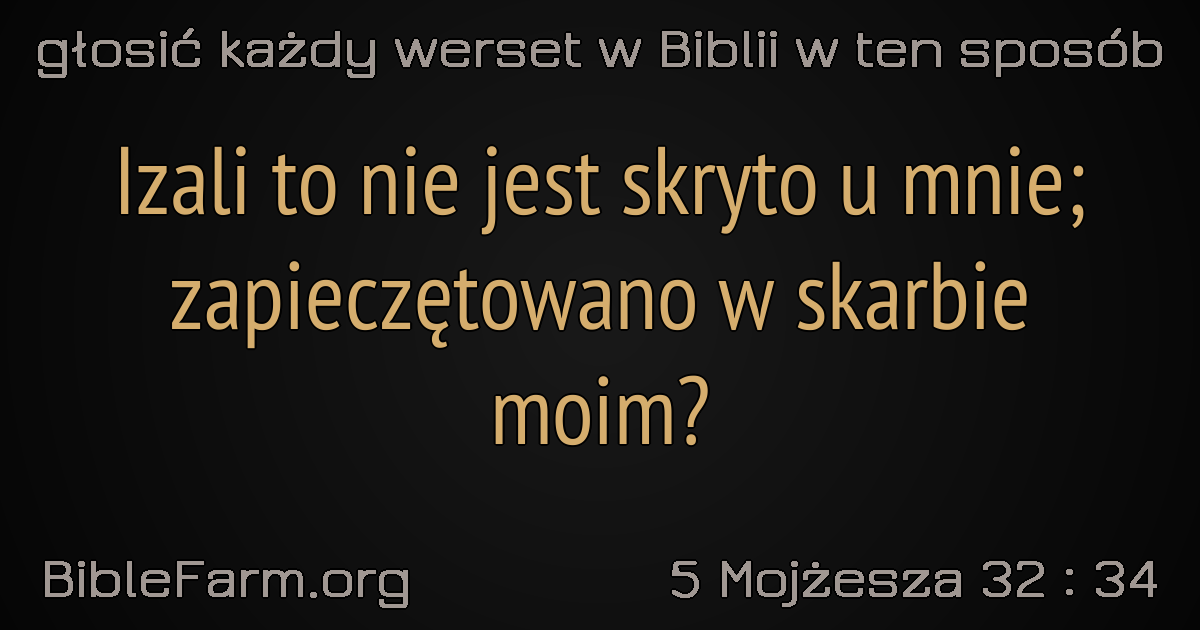 głosić każdy werset w Biblii w ten sposób
Izali to nie jest skryto u mnie;
zapieczętowano w skarbie
moim?
BibleFarm.org
5 Mojżesza 32 : 34